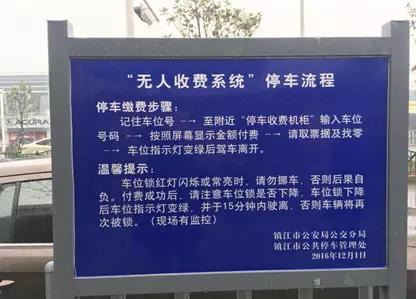 ACURA
“无人收费系统”停车流程
停车缴费步骤：
记住车位号 --→ 至附近“停车收费机柜”输入车位
号码 --→ 按照屏幕显示金额付费 --→ 请取票据及找零
--→ 车位指示灯变绿后驾车离开。
温馨提示：
车位锁红灯闪烁或常亮时，请勿挪车，否则后果自
负。付费成功后，请注意车位锁是否下降，车位锁下降
后车位指示灯变绿，并于15分钟内驶离，否则车辆将再
次被锁。（现场有监控）
镇江市公安局公交分局
镇江市公共停车管理处
2016年12月1日